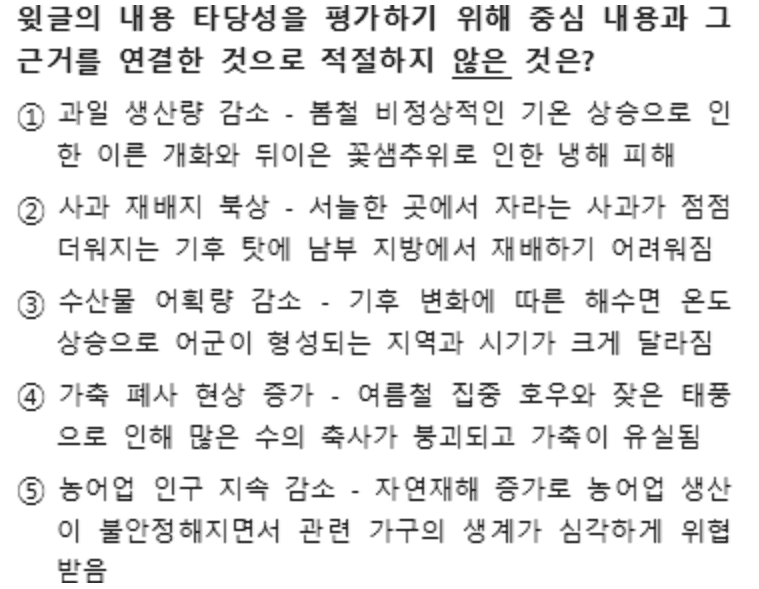 윗글의 내용 타당성을 평가하기 위해 중심 내용과 그
근거를 연결한 것으로 적절하지 않은 것은?
① 과일 생산량 감소 - 봄철 비정상적인 기온 상승으로 인
한 이른 개화와 뒤이은 꽃샘추위로 인한 냉해 피해
② 사과 재배지 북상 - 서늘한 곳에서 자라는 사과가 점점
더워지는 기후 탓에 남부 지방에서 재배하기 어려워짐
③ 수산물 어획량 감소 - 기후 변화에 따른 해수면 온도
상승으로 어군이 형성되는 지역과 시기가 크게 달라짐
④ 가축 폐사 현상 증가 - 여름철 집중 호우와 잦은 태풍
으로 인해 많은 수의 축사가 붕괴되고 가축이 유실됨
⑤ 농어업 인구 지속 감소 - 자연재해 증가로 농어업 생산
이 불안정해지면서 관련 가구의 생계가 심각하게 위협
받음